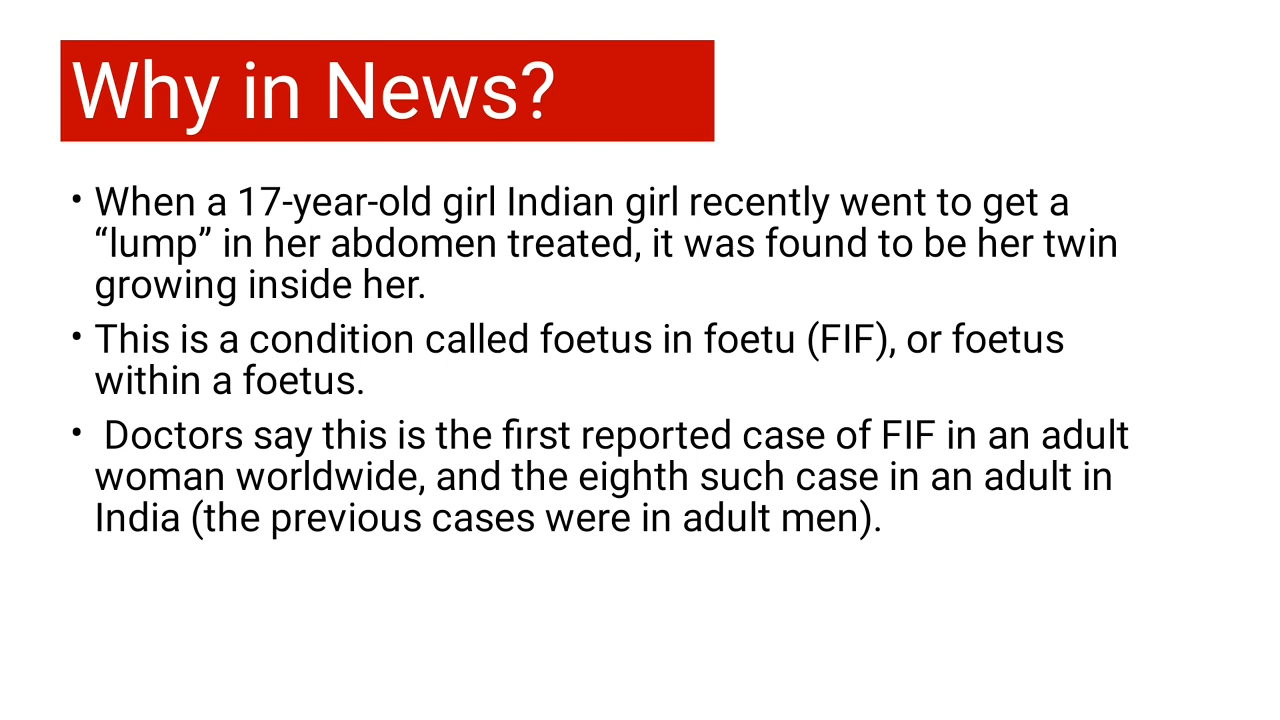 Why in News?
• When a 17-year-old girl Indian girl recently went to get a
“lump” in her abdomen treated, it was found to be her twin
growing inside her.
• This is a condition called foetus in foetu (FIF), or foetus
within a foetus.
• Doctors say this is the first reported case of FIF in an adult
woman worldwide, and the eighth such case in an adult in
India (the previous cases were in adult men).